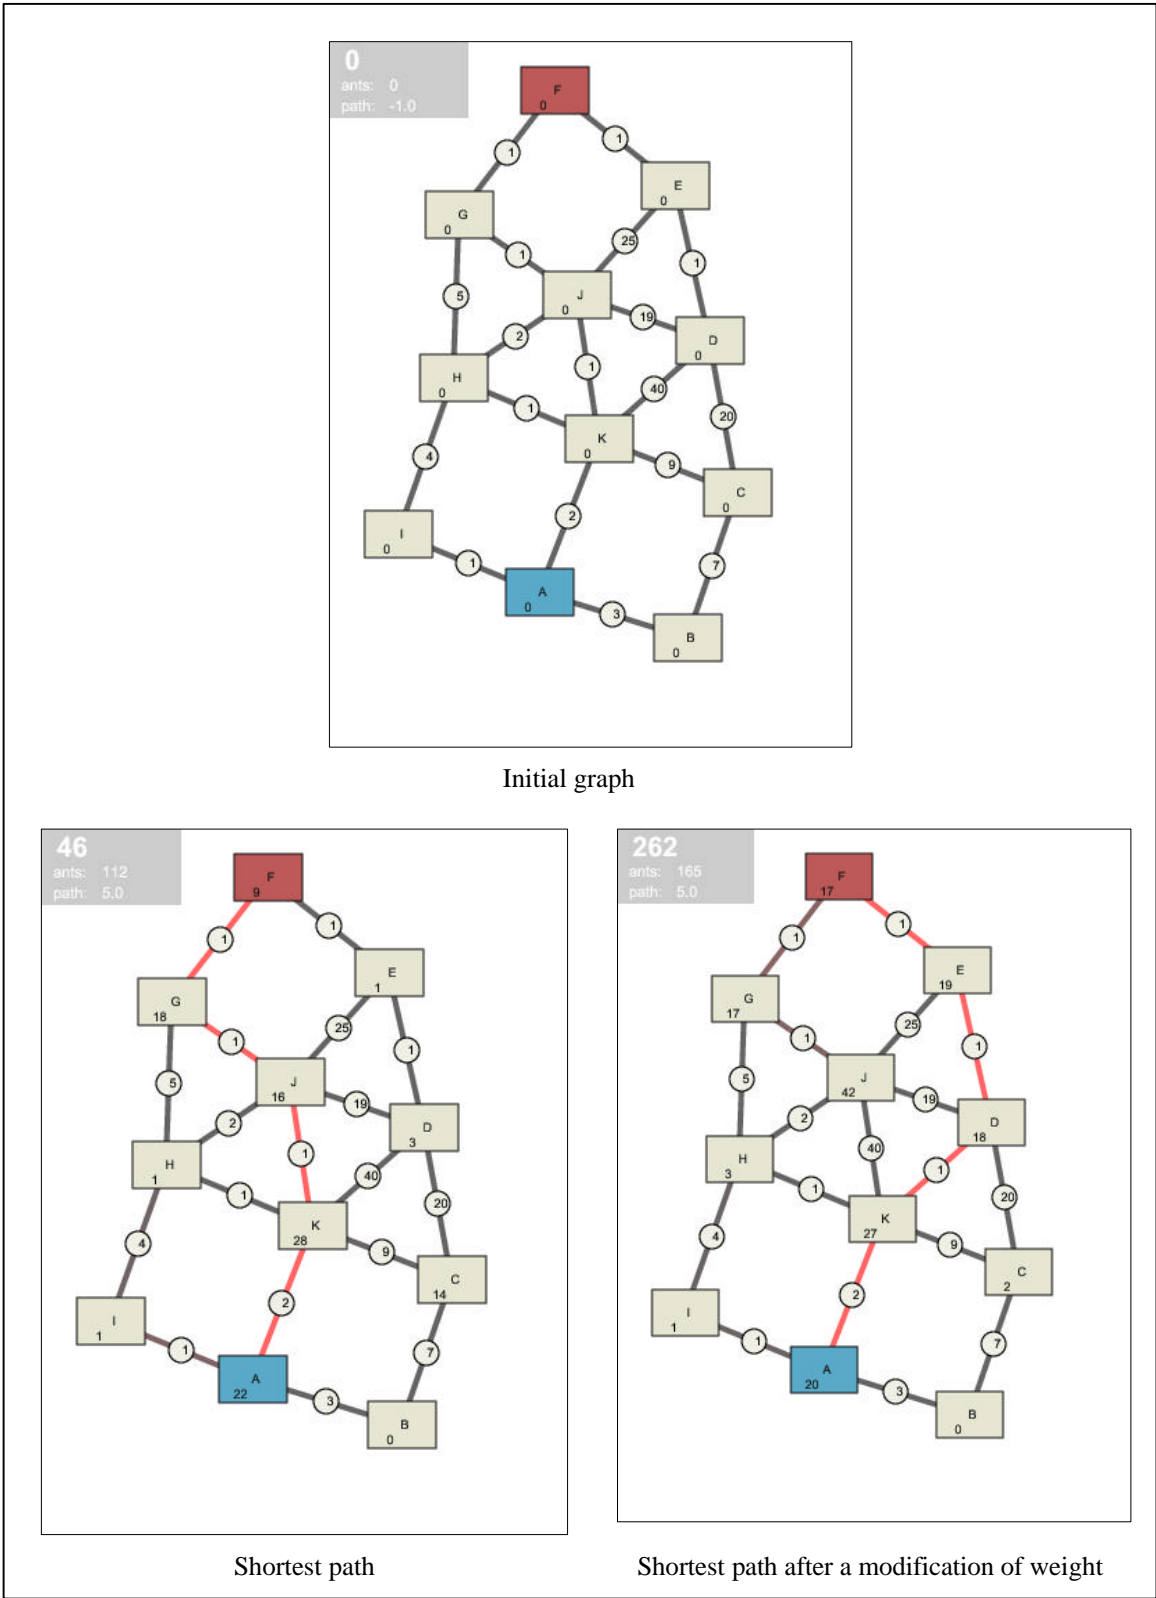 0
ants: 0
path: -1.0
F
0
1
1
E
0
G
0
25
1
1
J
0
5
19
2
D
0
1
H
0
40
1
20
K
0
4
9
C
0
2
I
0
7
1
A
0
3
B
0
Initial graph
46
ants: 112
path: 5.0
F
9
1
1
E
1
G
18
25
1
1
J
16
5
19
2
D
3
1
H
1
40
1
20
K
28
4
9
C
14
2
I
1
7
1
A
22
3
B
0
Shortest path
262
ants: 165
path: 5.0
F
17
1
1
E
19
G
17
25
1
1
J
42
5
19
2
D
18
40
H
3
1
1
20
K
27
4
9
C
2
2
I
1
7
1
A
20
3
B
0
Shortest path after a modification of weight